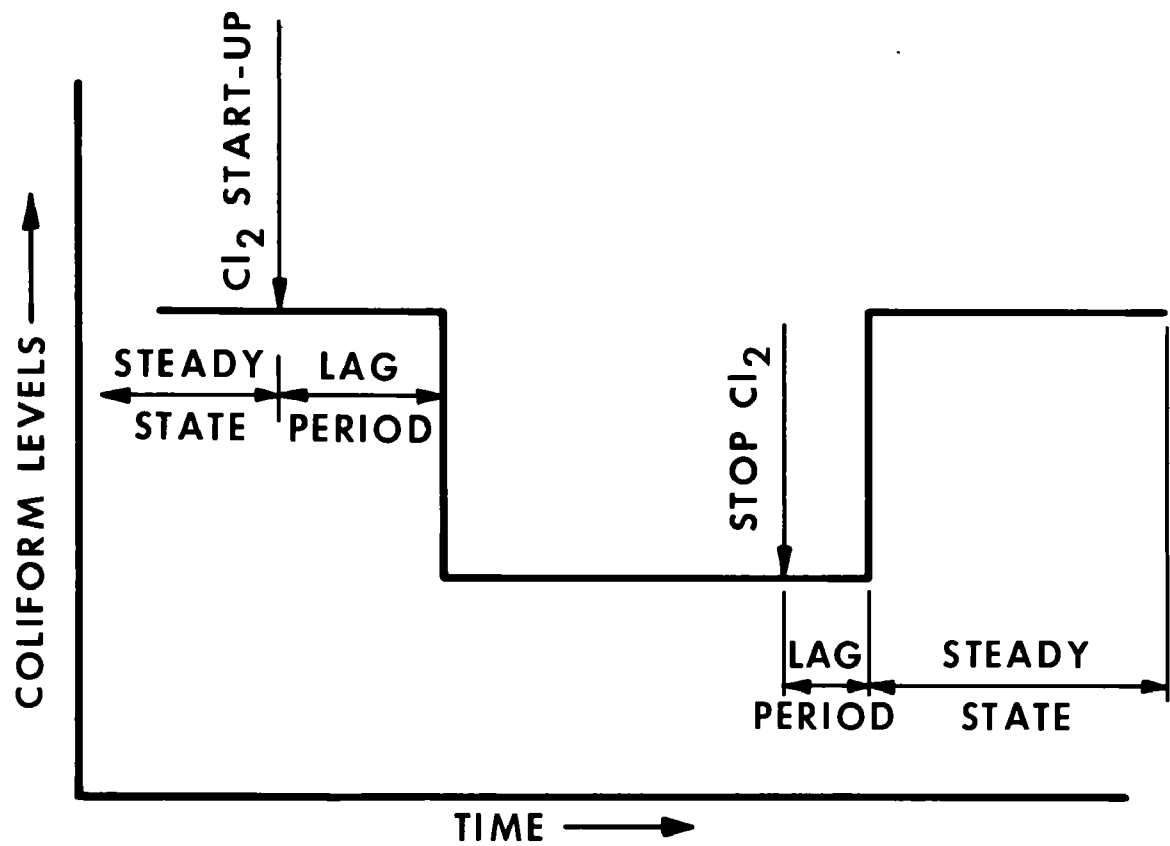 Cl₂ START-UP
COLIFORM LEVELS
STEADY STATE
LAG PERIOD
STOP Cl₂
LAG PERIOD
STEADY STATE
TIME